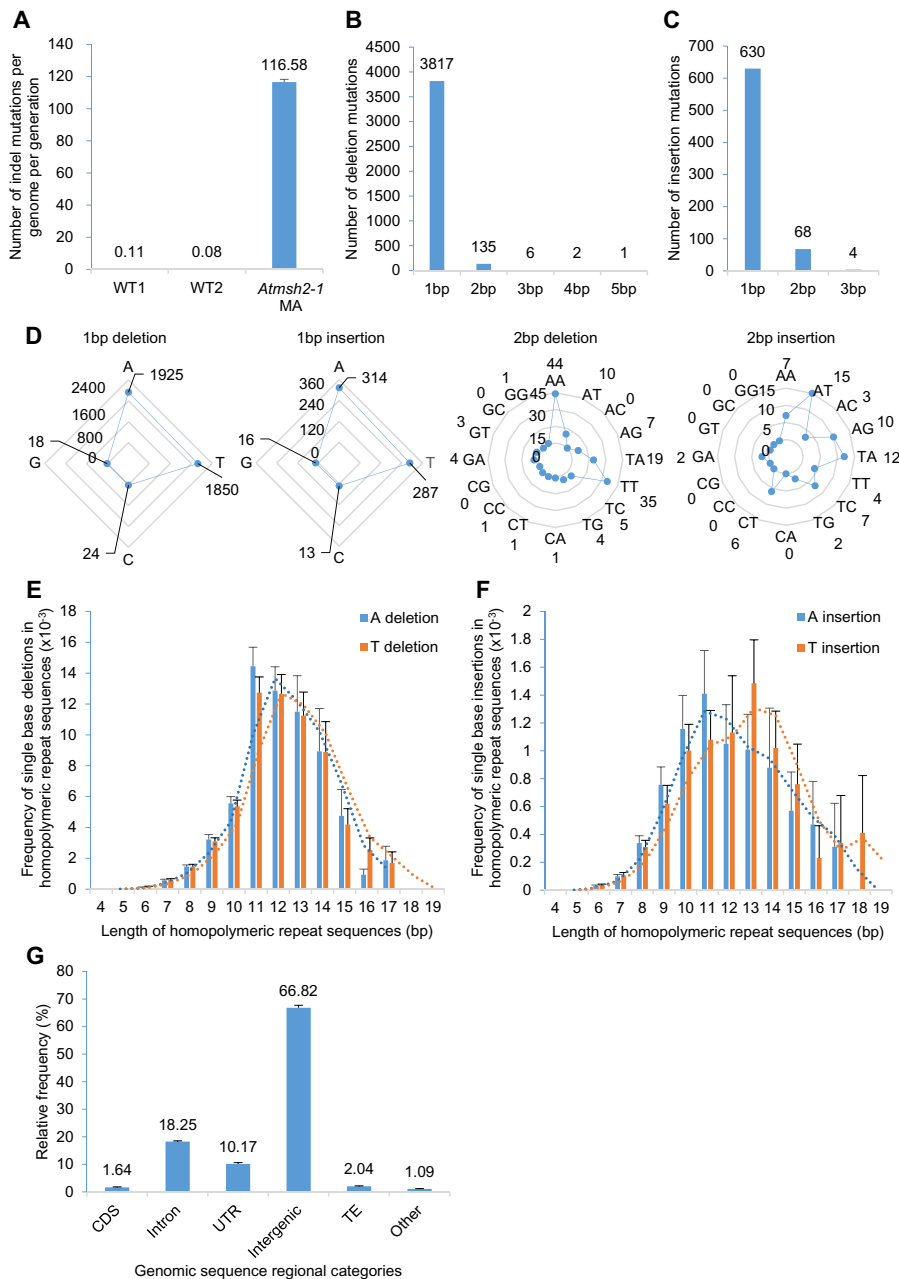 A
Number of indel mutations per
genome per generation
140
120
100
80
60
40
20
0
0.11
0.08
116.58
WT1
WT2
Atmsh2-1
MA
B
Number of deletion mutations
4500
4000
3500
3000
2500
2000
1500
1000
500
0
3817
135
6
2
1
1bp
2bp
3bp
4bp
5bp
C
Number of insertion mutations
700
600
500
400
300
200
100
0
630
68
4
1bp
2bp
3bp
D
1bp deletion
A
1925
2400
1600
800
0
18
G
T
1850
24
C
1bp insertion
A
314
360
240
120
0
16
G
T
287
13
C
2bp deletion
44
AA
10
AT
0
AC
7
AG
TA 19
TT
35
TC
5
TG
4
CA
1
CT
1
CC
1
CG
0
4 GA
GT
3
GC
0
GG
1
45
30
15
0
2bp insertion
7
AA
15
AT
3
AC
10
AG
TA 12
TT
4
TC
7
TG
2
CA
0
CT
6
CC
0
CG
0
2 GA
GT
0
GC
0
GG
0
15
10
5
0
E
Frequency of single base deletions in
homopolymeric repeat sequences (x10⁻³)
18
16
14
12
10
8
6
4
2
0
A deletion
T deletion
4 5 6 7 8 9 10 11 12 13 14 15 16 17 18 19
Length of homopolymeric repeat sequences (bp)
F
Frequency of single base insertions in
homopolymeric repeat sequences (x10⁻³)
2
1.8
1.6
1.4
1.2
1
0.8
0.6
0.4
0.2
0
A insertion
T insertion
4 5 6 7 8 9 10 11 12 13 14 15 16 17 18 19
Length of homopolymeric repeat sequences (bp)
G
Relative frequency (%)
80
70
60
50
40
30
20
10
0
1.64
18.25
10.17
66.82
2.04
1.09
CDS
Intron
UTR
Intergenic
TE
Other
Genomic sequence regional categories